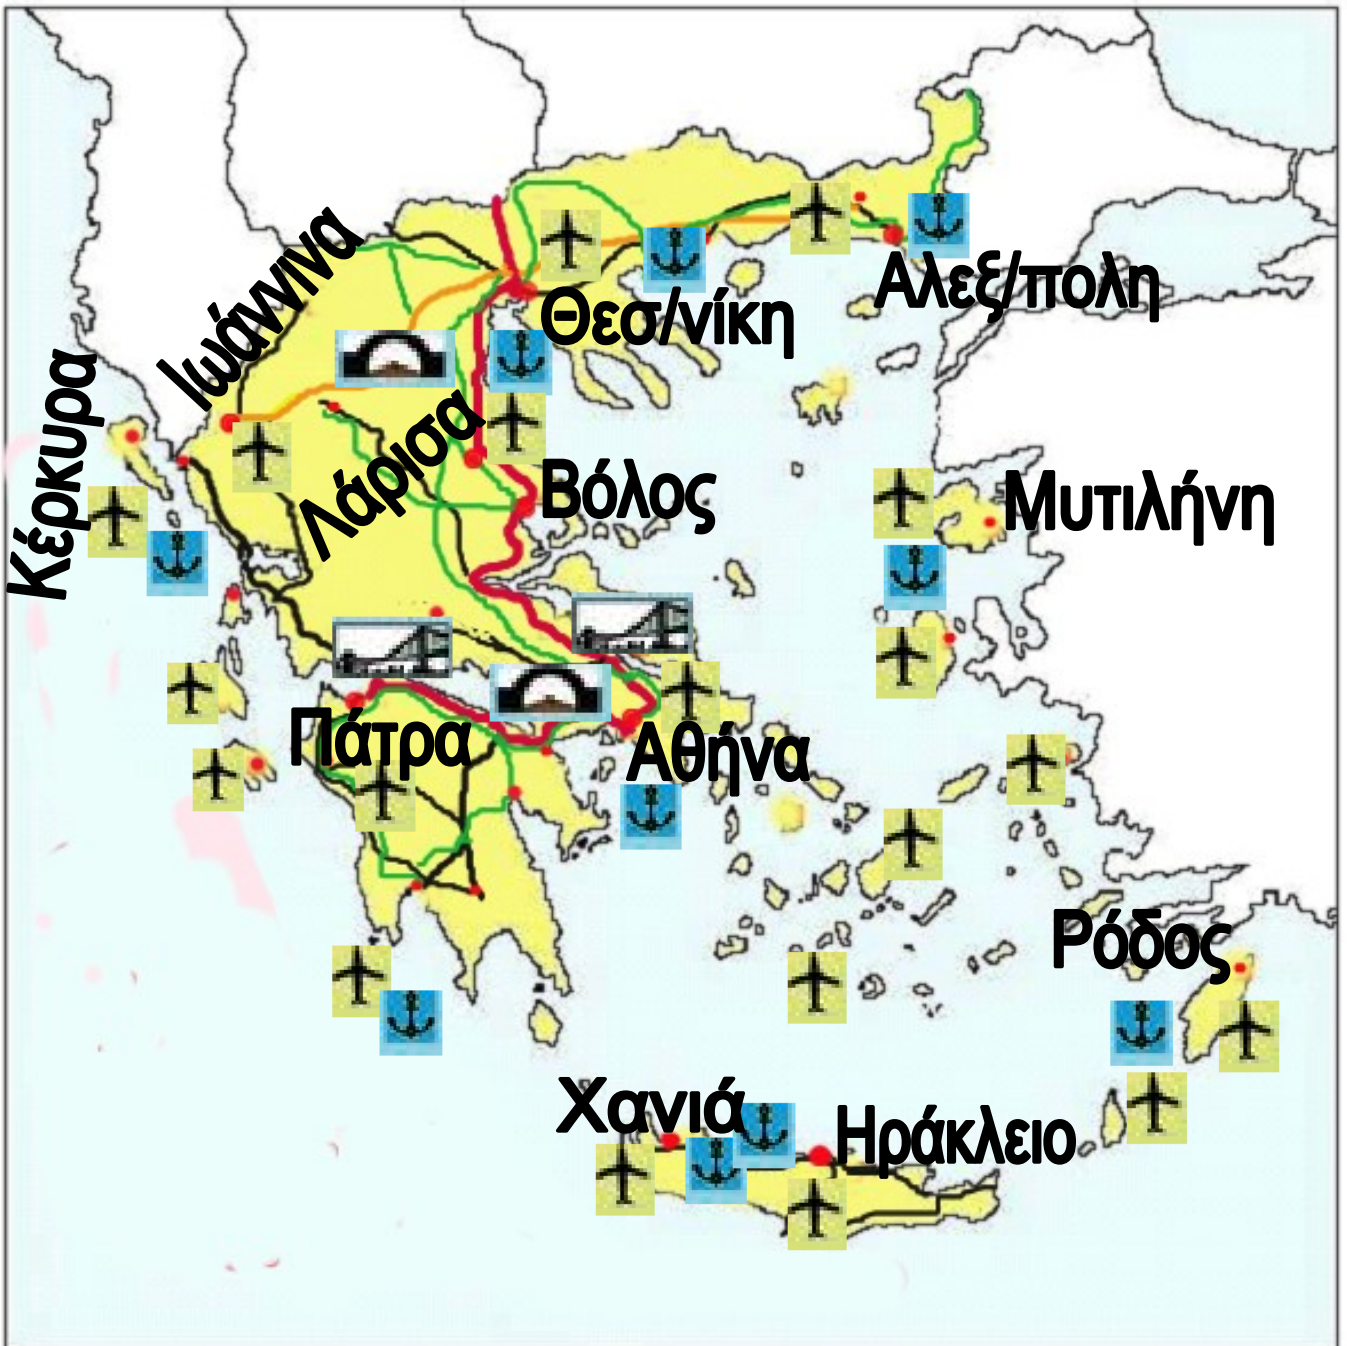 Ιωάννινα
Αλεξ/πολη
Θεσ/νίκη
Κέρκυρα
Λάρισα
Βόλος
Μυτιλήνη
Πάτρα
Αθήνα
Ρόδος
Χανιά
Ηράκλειο